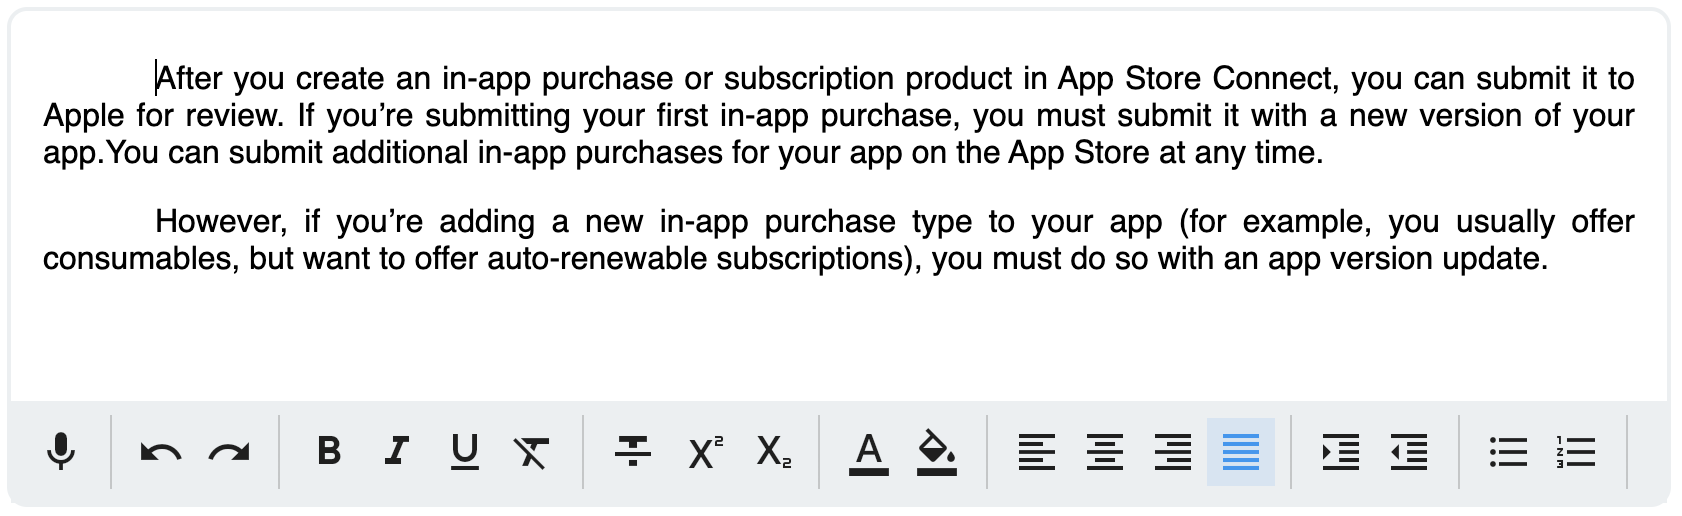 After you create an in-app purchase or subscription product in App Store Connect, you can submit it to
Apple for review. If you’re submitting your first in-app purchase, you must submit it with a new version of your
app.You can submit additional in-app purchases for your app on the App Store at any time.
However, if you’re adding a new in-app purchase type to your app (for example, you usually offer
consumables, but want to offer auto-renewable subscriptions), you must do so with an app version update.